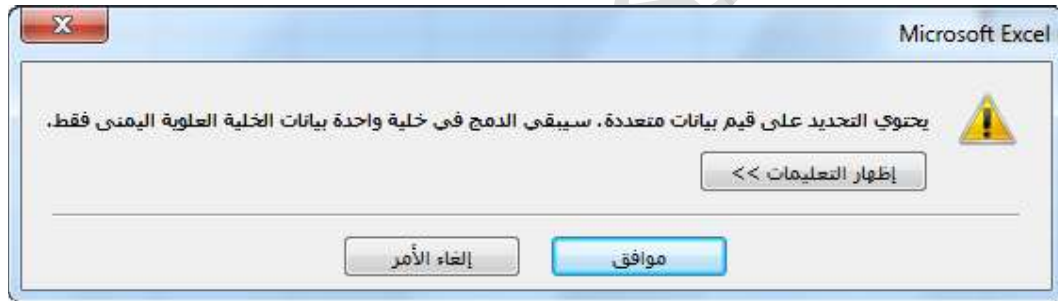 Microsoft Excel
يحتوي التحديد على قيم بيانات متعددة. سيبقى الدمج في خلية واحدة بيانات الخلية العلوية اليمنى فقط.
إظهار التعليمات >>
موافق
إلغاء الأمر